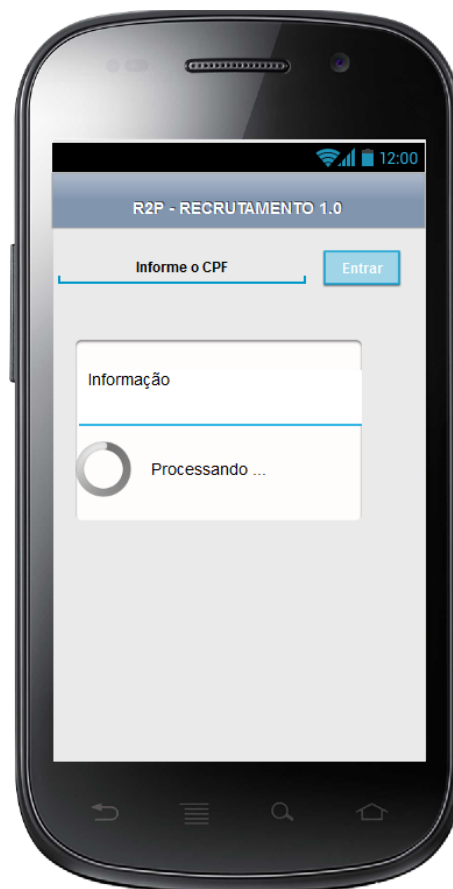 12:00
R2P - RECRUTAMENTO 1.0
Informe o CPF
Entrar
Informação
Processando ...